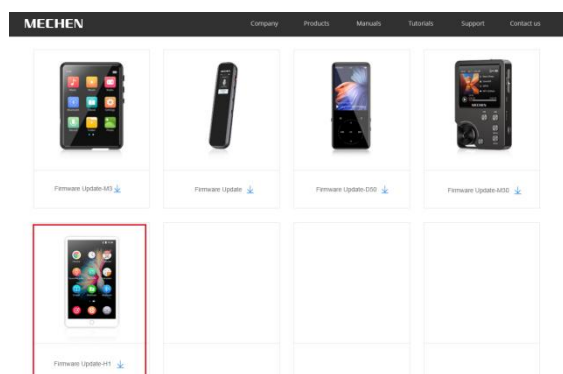 MECHEN
Company Products Manuals Tutorials Support Contact us
Firmware Update-M3
Firmware Update
Firmware Update-D50
Firmware Update-M30
Firmware Update-H1